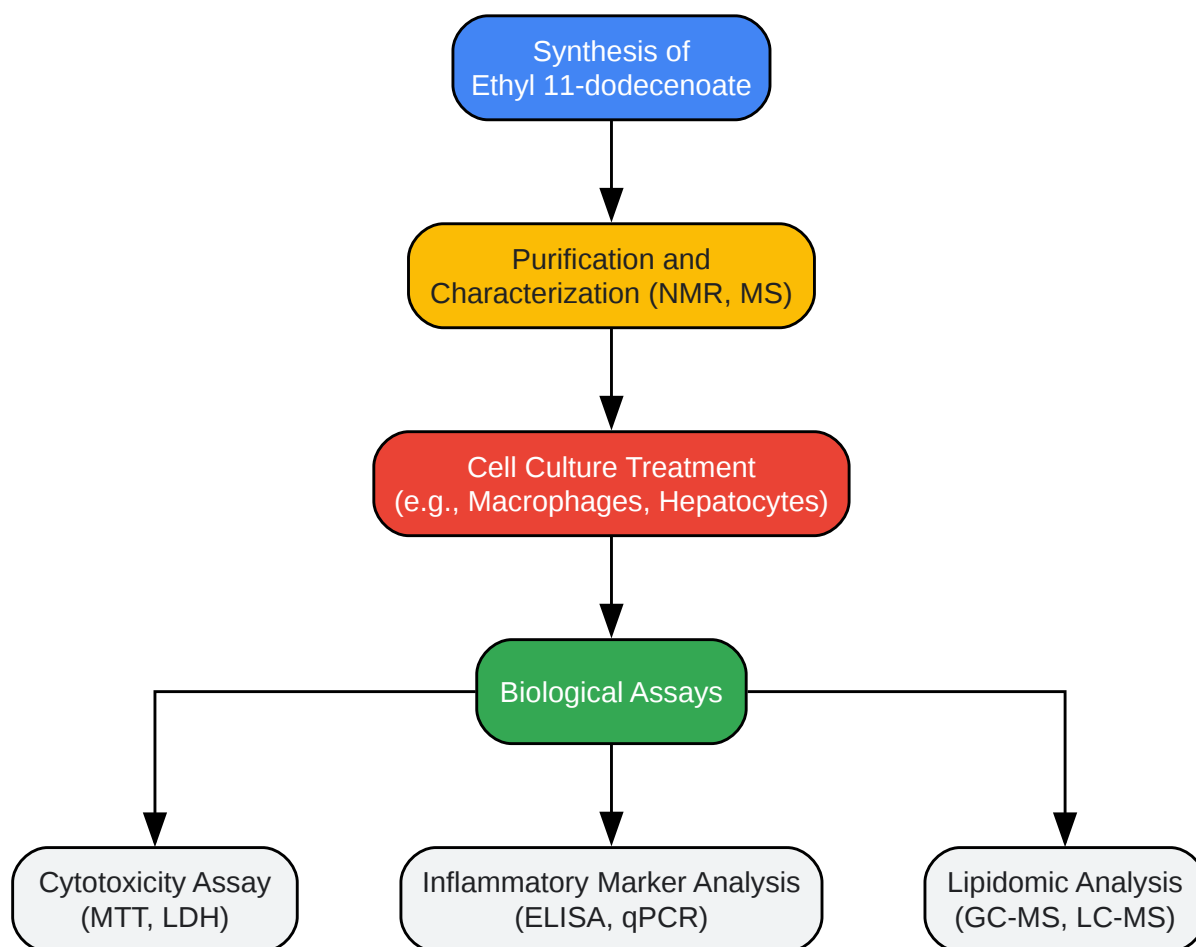 Synthesis of
Ethyl 11-dodecenoate
Purification and
Characterization (NMR, MS)
Cell Culture Treatment
(e.g., Macrophages, Hepatocytes)
Biological Assays
Cytotoxicity Assay
(MTT, LDH)
Inflammatory Marker Analysis
(ELISA, qPCR)
Lipidomic Analysis
(GC-MS, LC-MS)